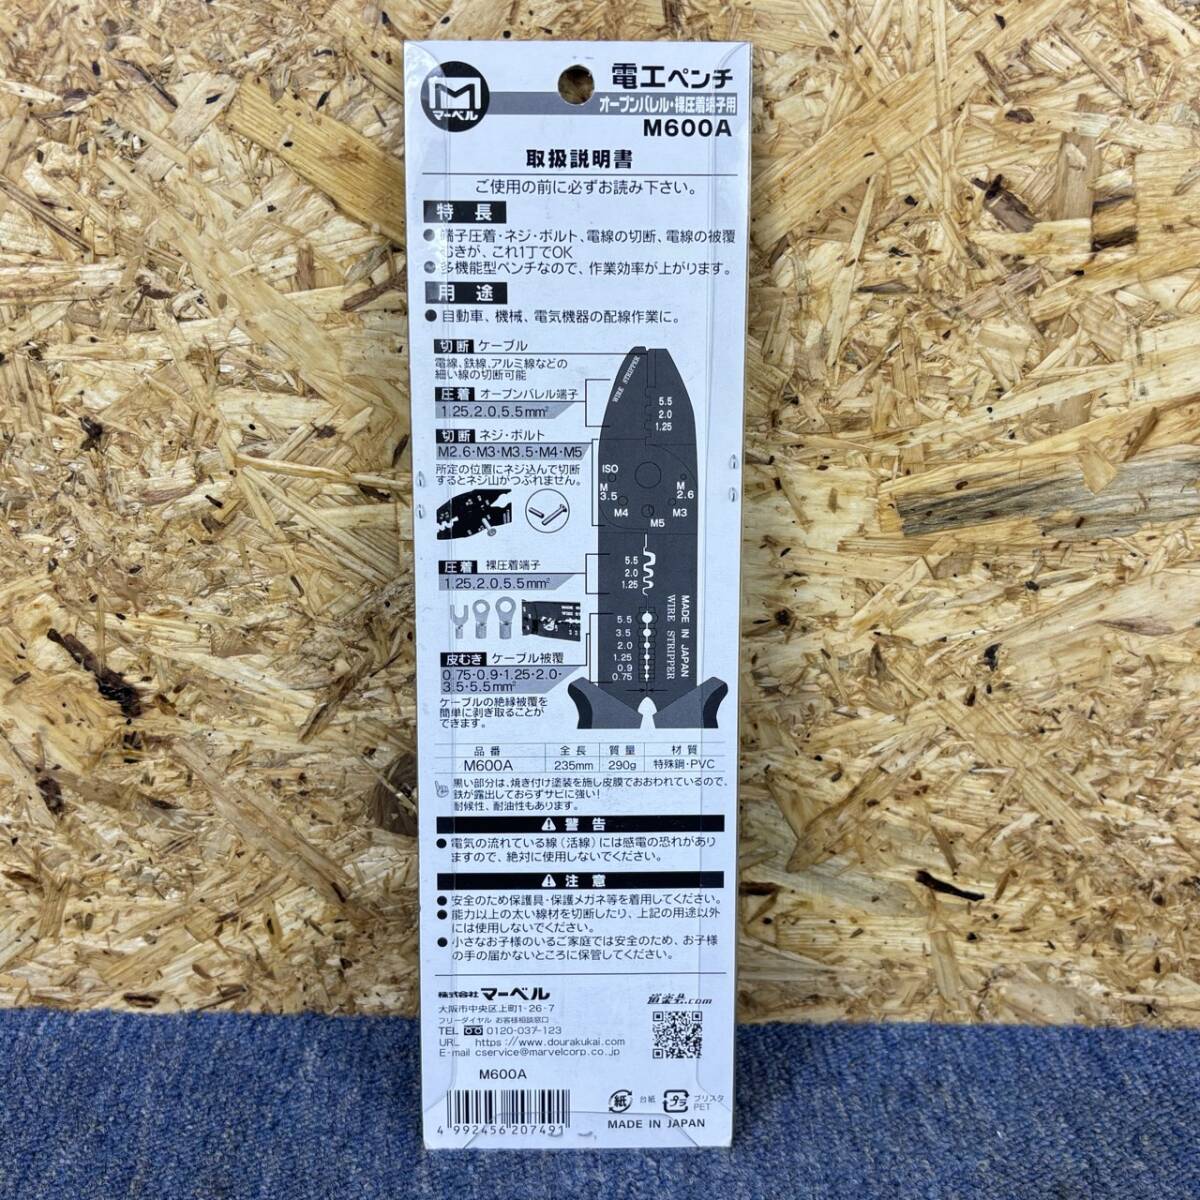 M
マーベル
電工ペンチ
オープンバレル・裸圧着端子用
M600A
取扱説明書
ご使用の前に必ずお読み下さい。
特長
●端子圧着・ネジ・ボルト、電線の切断、電線の被覆
むきが、これ1丁でOK
●多機能型ペンチなので、作業効率が上がります。
用途
●自動車、機械、電気機器の配線作業に。
切断 ケーブル
電線、鉄線、アルミ線などの
細い線の切断可能
圧着 オープンバレル端子
1.25,2.0,5.5mm²
切断 ネジ・ボルト
M2.6・M3・M3.5・M4・M5
所定の位置にネジ込んで切断
するとネジ山がつぶれません。
圧着 裸圧着端子
1.25,2.0,5.5mm²
皮むき ケーブル被覆
0.75・0.9・1.25・2.0・
3.5・5.5mm²
ケーブルの絶縁被覆を
簡単に剥ぎ取ることが
できます。
WIRE STRIPPER
5.5
2.0
1.25
ISO
M
3.5
M4
M5
M3
M
2.6
5.5
2.0
1.25
MADE IN JAPAN
WIRE STRIPPER
5.5
3.5
2.0
1.25
0.9
0.75
品番 全長 質量 材質
M600A 235mm 290g 特殊鋼・PVC
黒い部分は、焼き付け塗装を施し皮膜でおおわれているので、
鉄が露出しておらずサビに強い!
耐候性、耐油性もあります。
警告
●電気の流れている線(活線)には感電の恐れがあり
ますので、絶対に使用しないでください。
注意
●安全のため保護具・保護メガネ等を着用してください。
●能力以上の太い線材を切断したり、上記の用途以外
には使用しないでください。
●小さなお子様のいるご家庭では安全のため、お子様
の手の届かないところに保管してください。
株式会社マーベル
大阪市中央区上町1-26-7
フリーダイヤル お客様相談窓口
TEL 0120-037-123
URL https://www.dourakukai.com
E-mail cservice@marvelcorp.co.jp
道楽具.com
M600A
4 992456 207491
紙 台紙
プラ ブリスタ
PET
MADE IN JAPAN